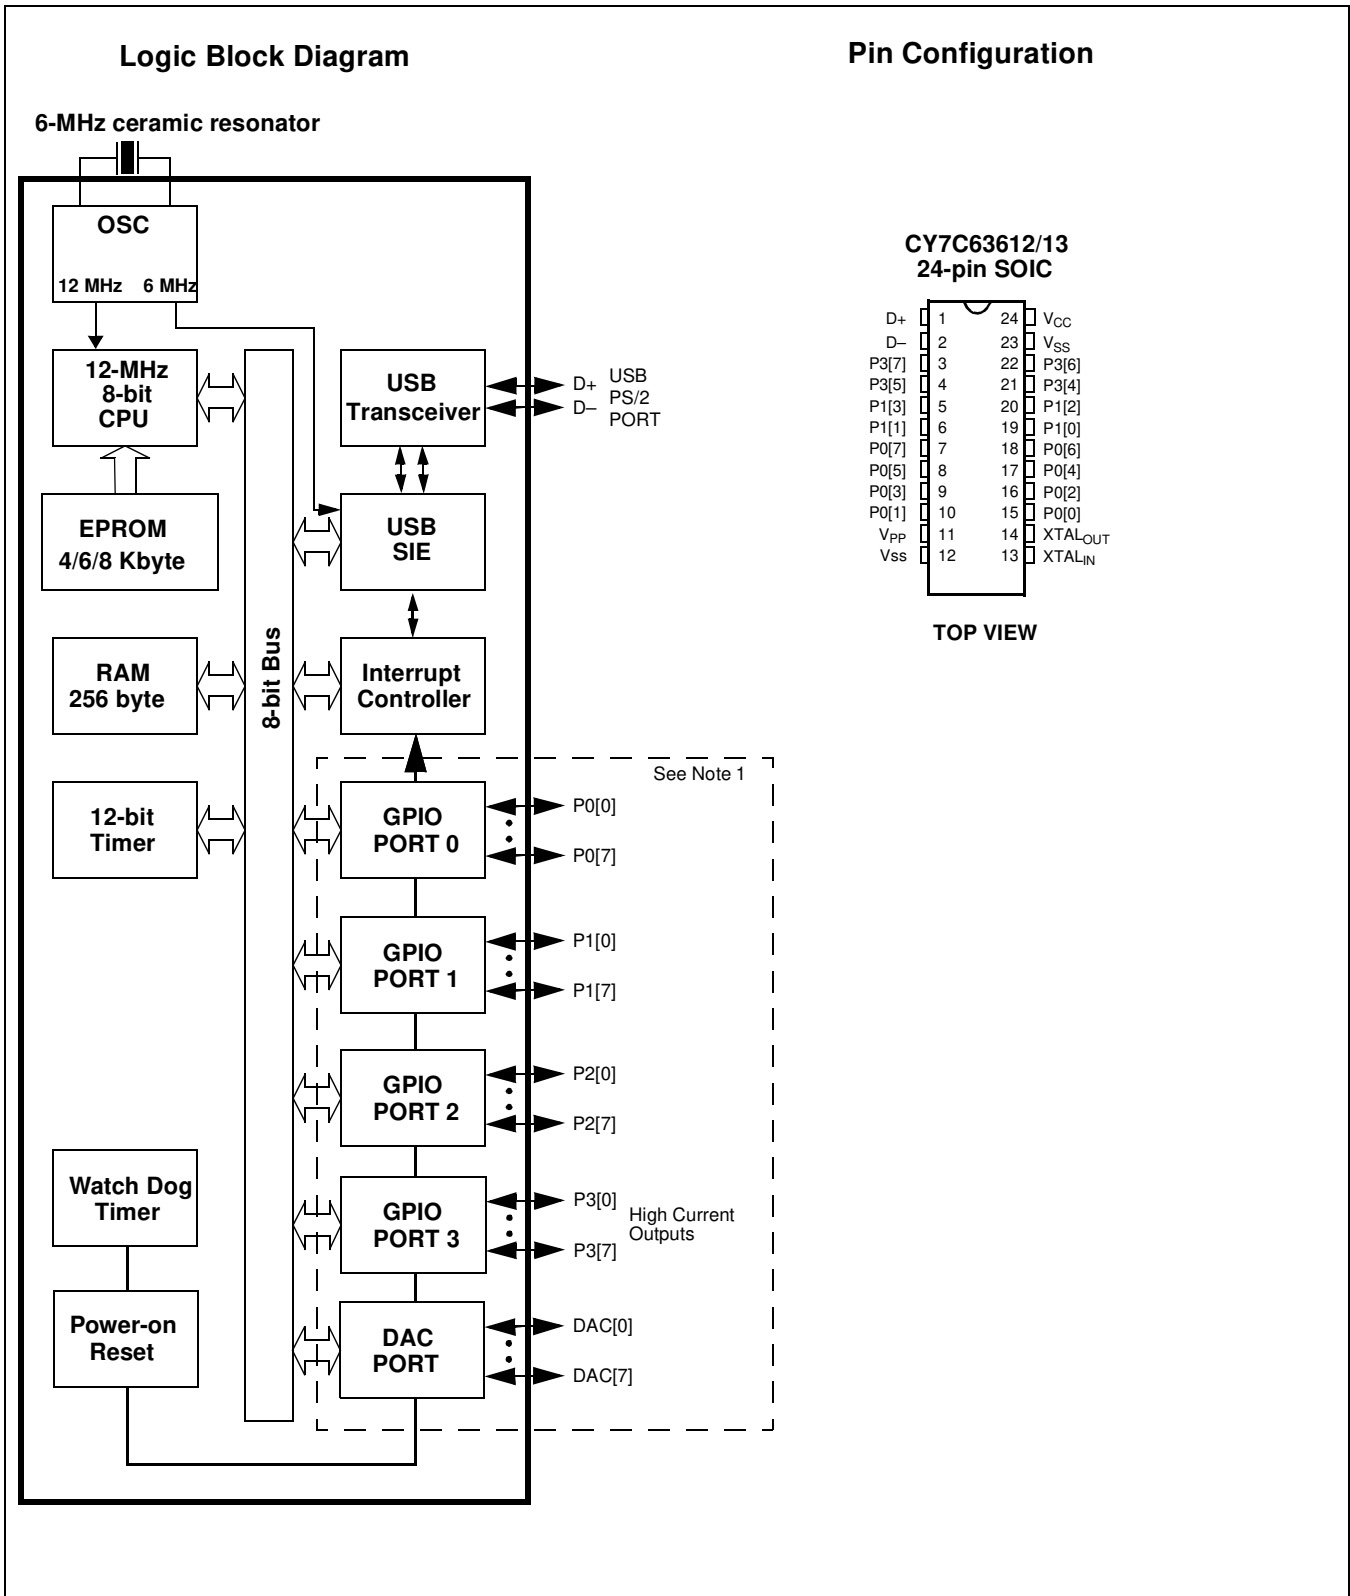 Logic Block Diagram
6-MHz ceramic resonator
OSC
12 MHz 6 MHz
12-MHz
8-bit
CPU
EPROM
4/6/8 Kbyte
RAM
256 byte
12-bit
Timer
Watch Dog
Timer
Power-on
Reset
8-bit Bus
USB
Transceiver
D+
D–
USB
PS/2
PORT
USB
SIE
Interrupt
Controller
See Note 1
GPIO
PORT 0
P0[0]
P0[7]
GPIO
PORT 1
P1[0]
P1[7]
GPIO
PORT 2
P2[0]
P2[7]
GPIO
PORT 3
P3[0]
P3[7]
High Current
Outputs
DAC
PORT
DAC[0]
DAC[7]
Pin Configuration
CY7C63612/13
24-pin SOIC
D+ 1 24 VCC
D– 2 23 VSS
P3[7] 3 22 P3[6]
P3[5] 4 21 P3[4]
P1[3] 5 20 P1[2]
P1[1] 6 19 P1[0]
P0[7] 7 18 P0[6]
P0[5] 8 17 P0[4]
P0[3] 9 16 P0[2]
P0[1] 10 15 P0[0]
VPP 11 14 XTALOUT
Vss 12 13 XTALIN
TOP VIEW